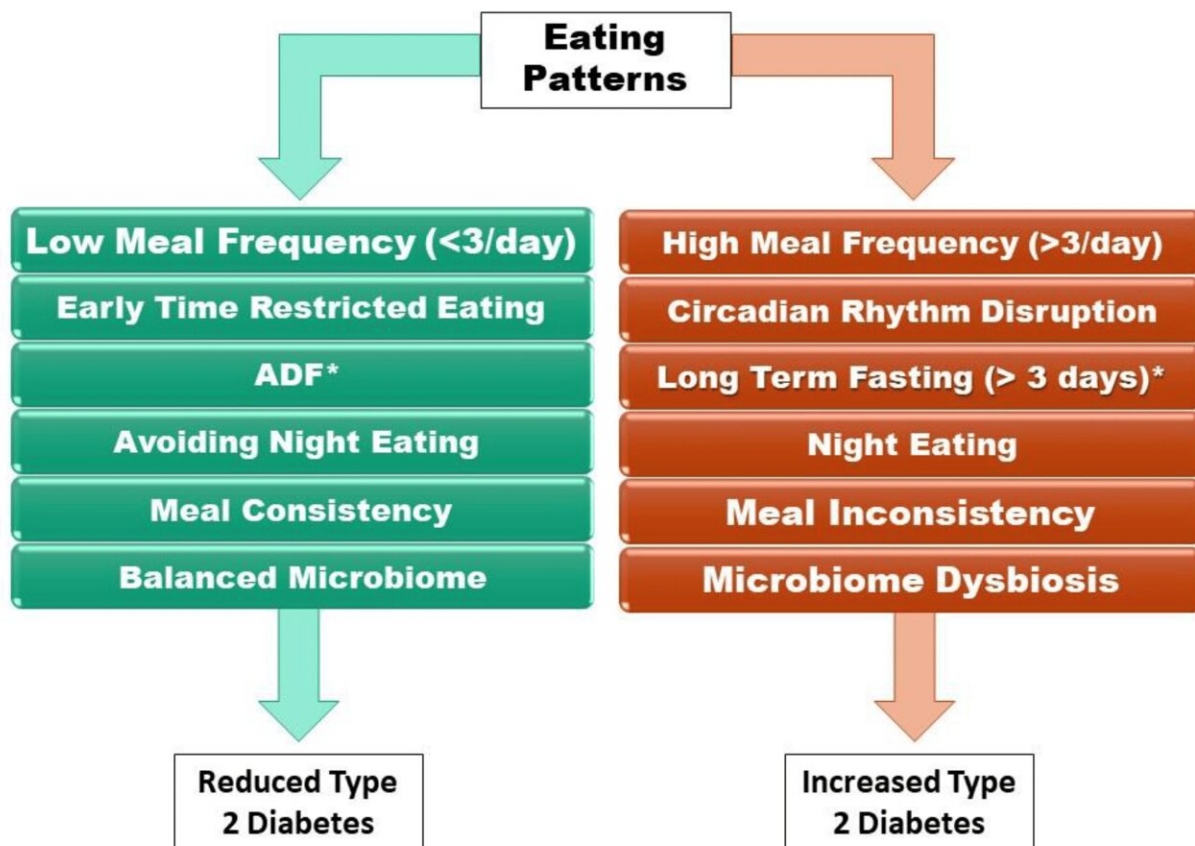 Eating
Patterns
Low Meal Frequency (<3/day)
Early Time Restricted Eating
ADF*
Avoiding Night Eating
Meal Consistency
Balanced Microbiome
Reduced Type
2 Diabetes
High Meal Frequency (>3/day)
Circadian Rhythm Disruption
Long Term Fasting (> 3 days)*
Night Eating
Meal Inconsistency
Microbiome Dysbiosis
Increased Type
2 Diabetes